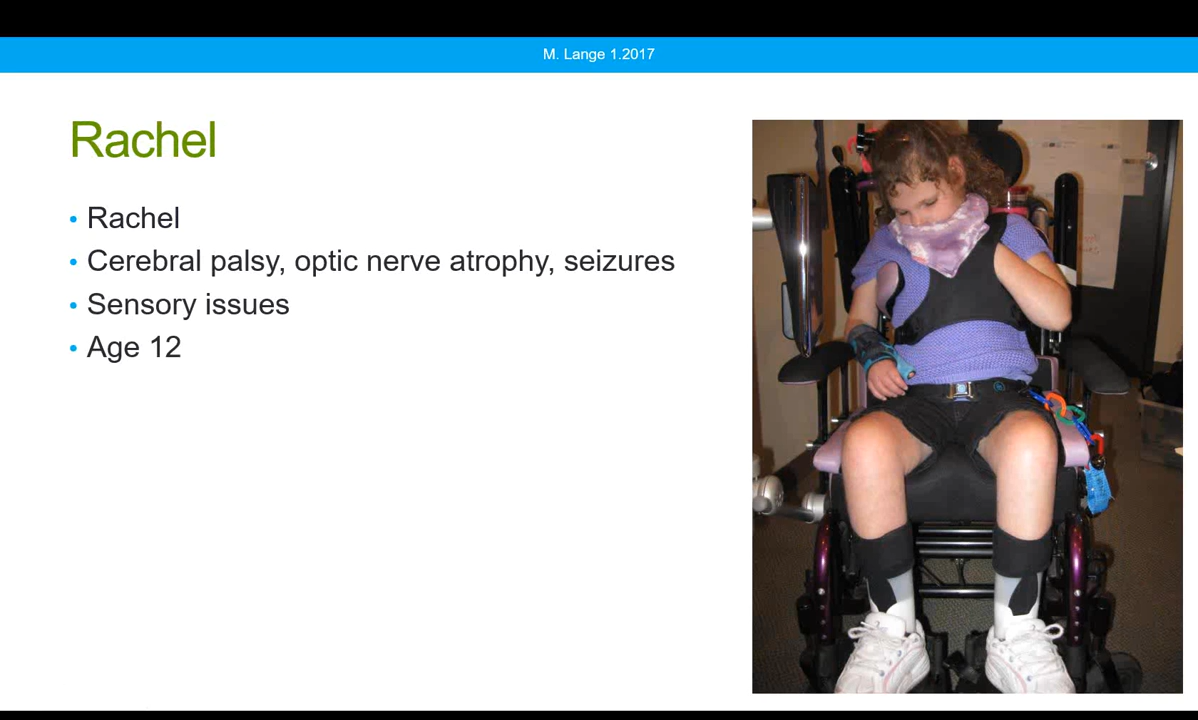 M. Lange 1.2017
Rachel
• Rachel
• Cerebral palsy, optic nerve atrophy, seizures
• Sensory issues
• Age 12